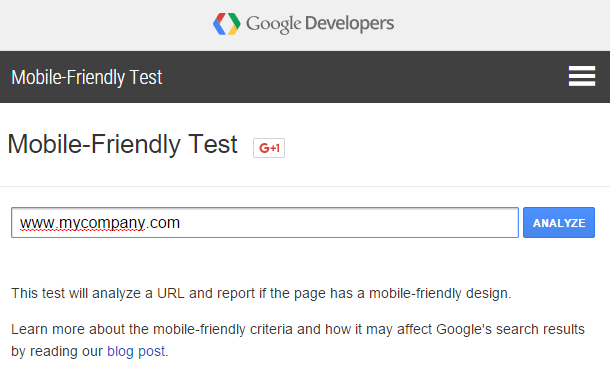 Google Developers
Mobile-Friendly Test
Mobile-Friendly Test G+1
www.mycompany.com ANALYZE
This test will analyze a URL and report if the page has a mobile-friendly design.
Learn more about the mobile-friendly criteria and how it may affect Google's search results
by reading our blog post.